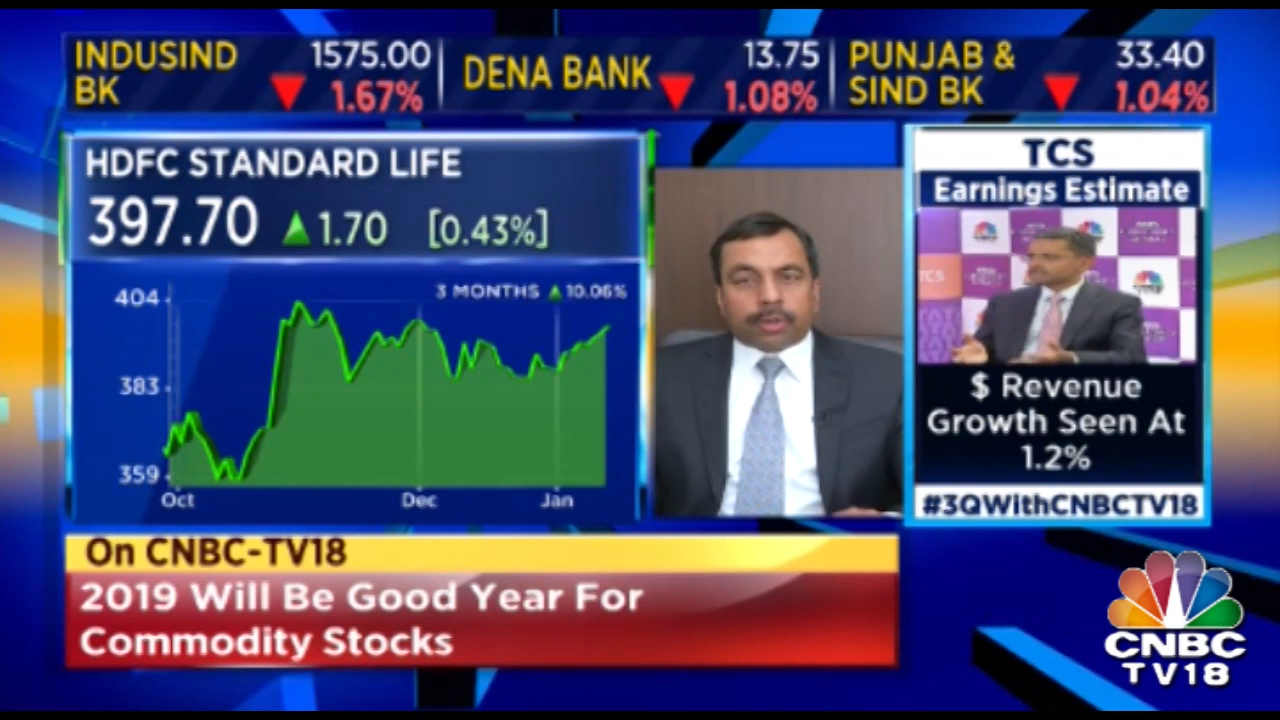 INDUSIND
BK
1575.00
1.67%
DENA BANK
13.75
1.08%
PUNJAB &
SIND BK
33.40
1.04%
HDFC STANDARD LIFE
397.70 1.70 [0.43%]
3 MONTHS 10.06%
404
383
359
Oct Dec Jan
TCS
Earnings Estimate
TCS
$ Revenue
Growth Seen At
1.2%
#3QWithCNBCTV18
On CNBC-TV18
2019 Will Be Good Year For
Commodity Stocks
CNBC
TV18